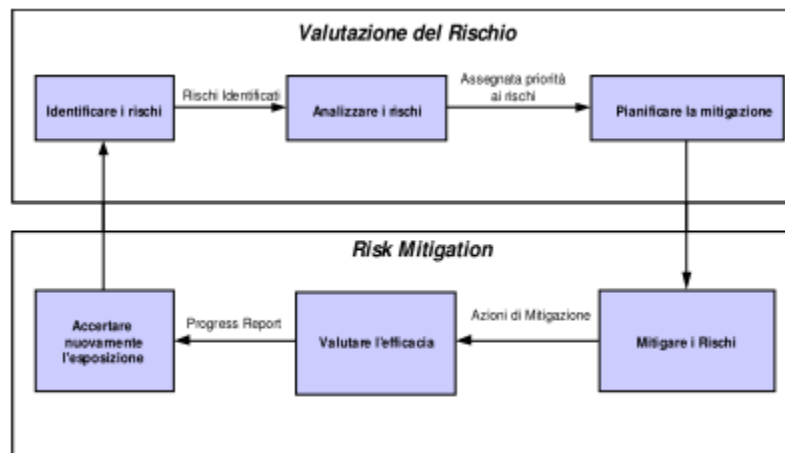 Valutazione del Rischio
Identificare i rischi
Rischi Identificati
Analizzare i rischi
Assegnata priorità
ai rischi
Pianificare la mitigazione
Risk Mitigation
Accertare
nuovamente
l'esposizione
Progress Report
Valutare l'efficacia
Azioni di Mitigazione
Mitigare i Rischi